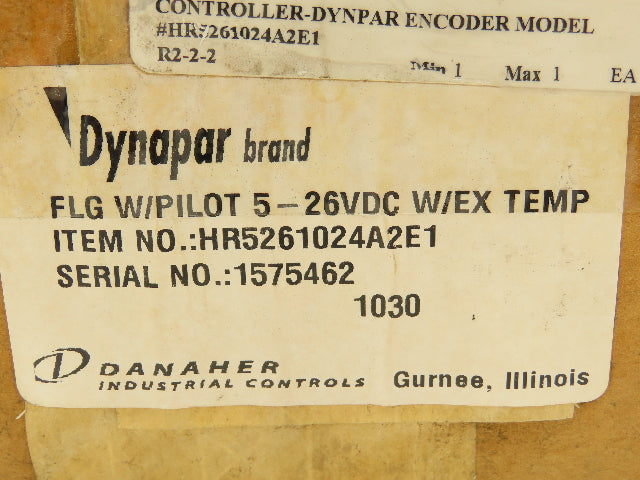 CONTROLLER-DYNPAR ENCODER MODEL
#HR5261024A2E1
R2-2-2
Min 1 Max 1 EA
Dynapar brand
FLG W/PILOT 5-26VDC W/EX TEMP
ITEM NO.:HR5261024A2E1
SERIAL NO.:1575462
1030
DANAHER
INDUSTRIAL CONTROLS Gurnee, Illinois